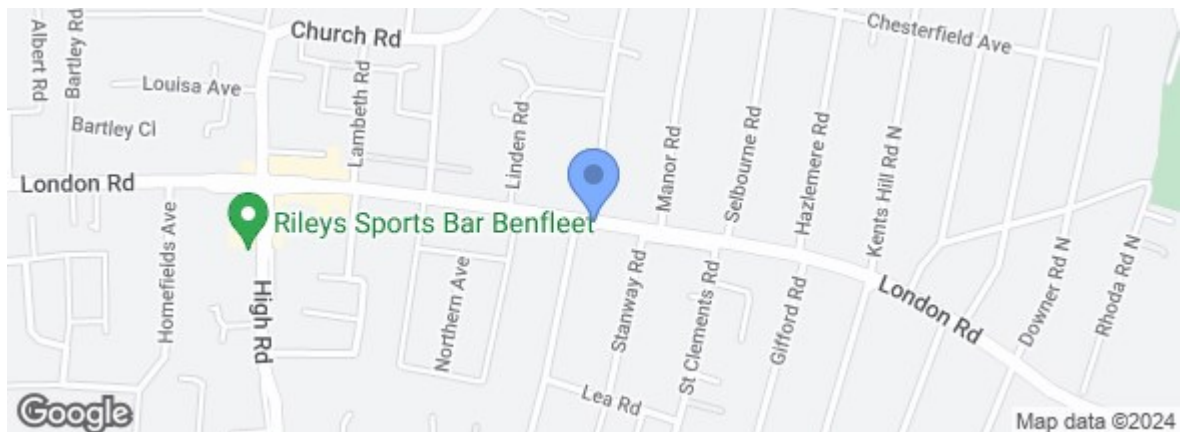 Albert Rd
Bartley Rd
Church Rd
Chesterfield Ave
Louisa Ave
Bartley Cl
Lambeth Rd
Linden Rd
Manor Rd
Selbourne Rd
Hazlemere Rd
Kents Hill Rd N
London Rd
Homefields Ave
Rileys Sports Bar Benfleet
High Rd
Northern Ave
Stanway Rd
St Clements Rd
Gifford Rd
London Rd
Downer Rd N
Rhoda Rd N
Lea Rd
Google
Map data ©2024